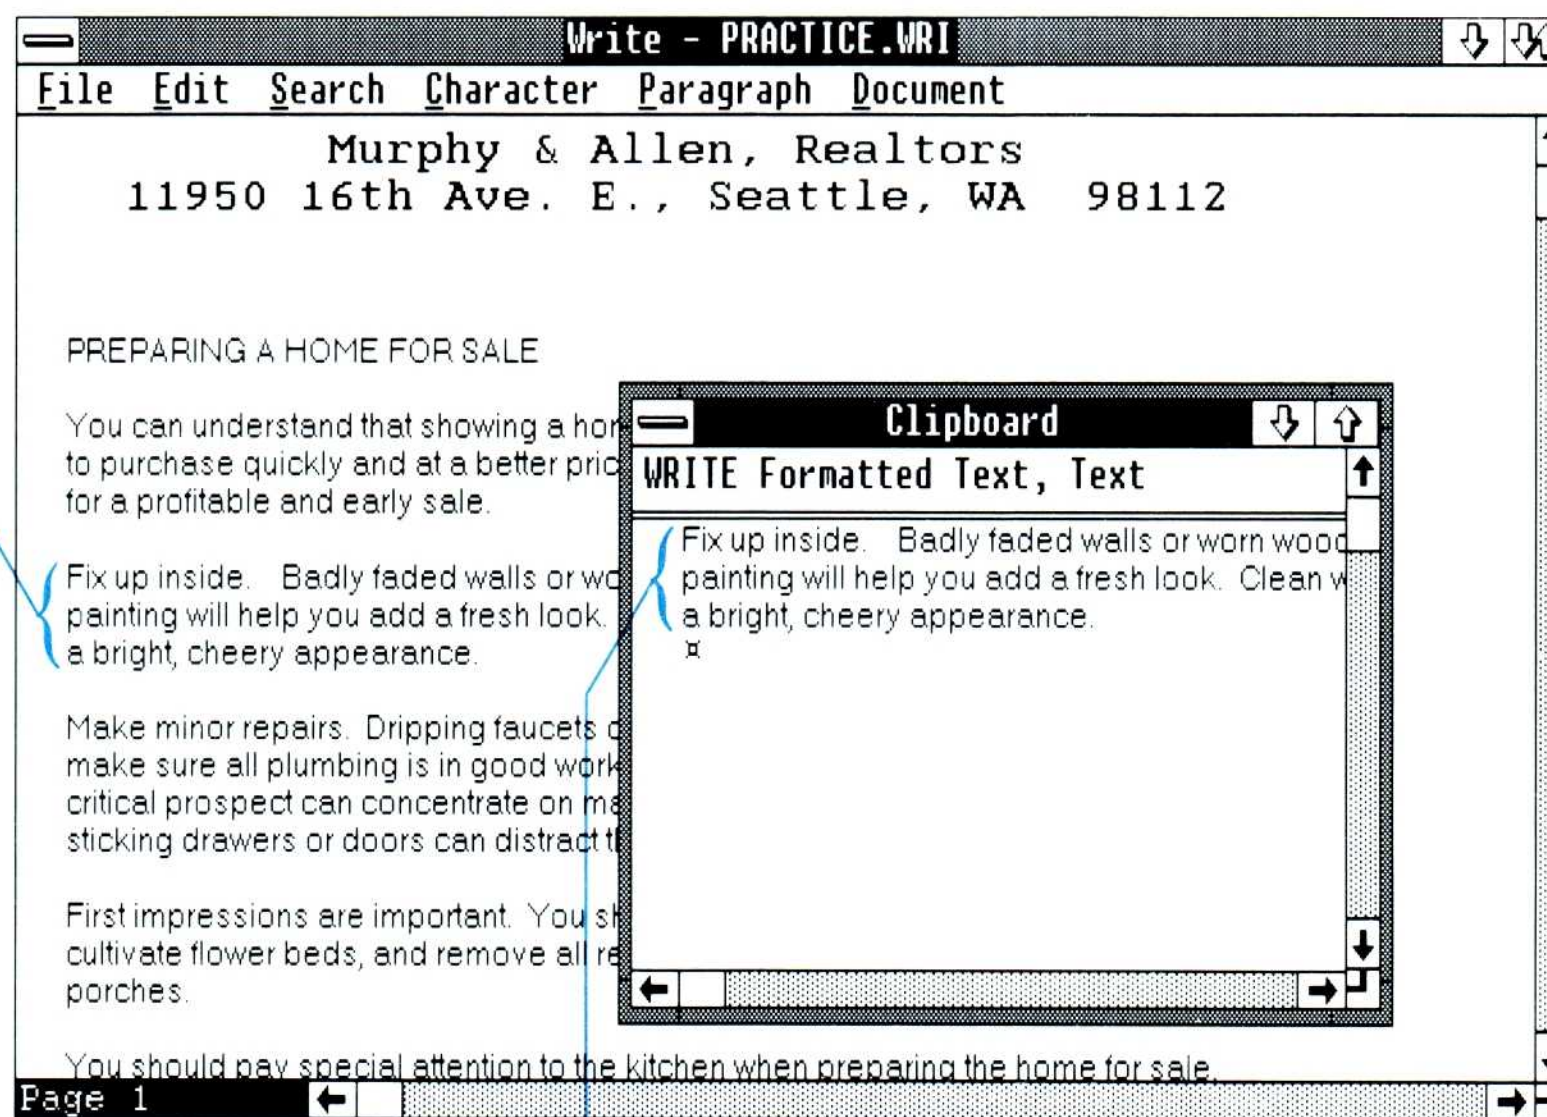 Write - PRACTICE.WRI
File Edit Search Character Paragraph Document
Murphy & Allen, Realtors
11950 16th Ave. E., Seattle, WA 98112
PREPARING A HOME FOR SALE
You can understand that showing a
to purchase quickly and at a better
for a profitable and early sale.
Fix up inside. Badly faded walls or
painting will help you add a fresh look.
a bright, cheery appearance.
Make minor repairs. Dripping faucets
make sure all plumbing is in good
critical prospect can concentrate on
sticking drawers or doors can distract
First impressions are important. You
cultivate flower beds, and remove all
porches.
You should pay special attention to the kitchen when preparing the home for sale.
Page 1
Clipboard
WRITE Formatted Text, Text
Fix up inside. Badly faded walls or worn
painting will help you add a fresh look. Clean
a bright, cheery appearance.
¤